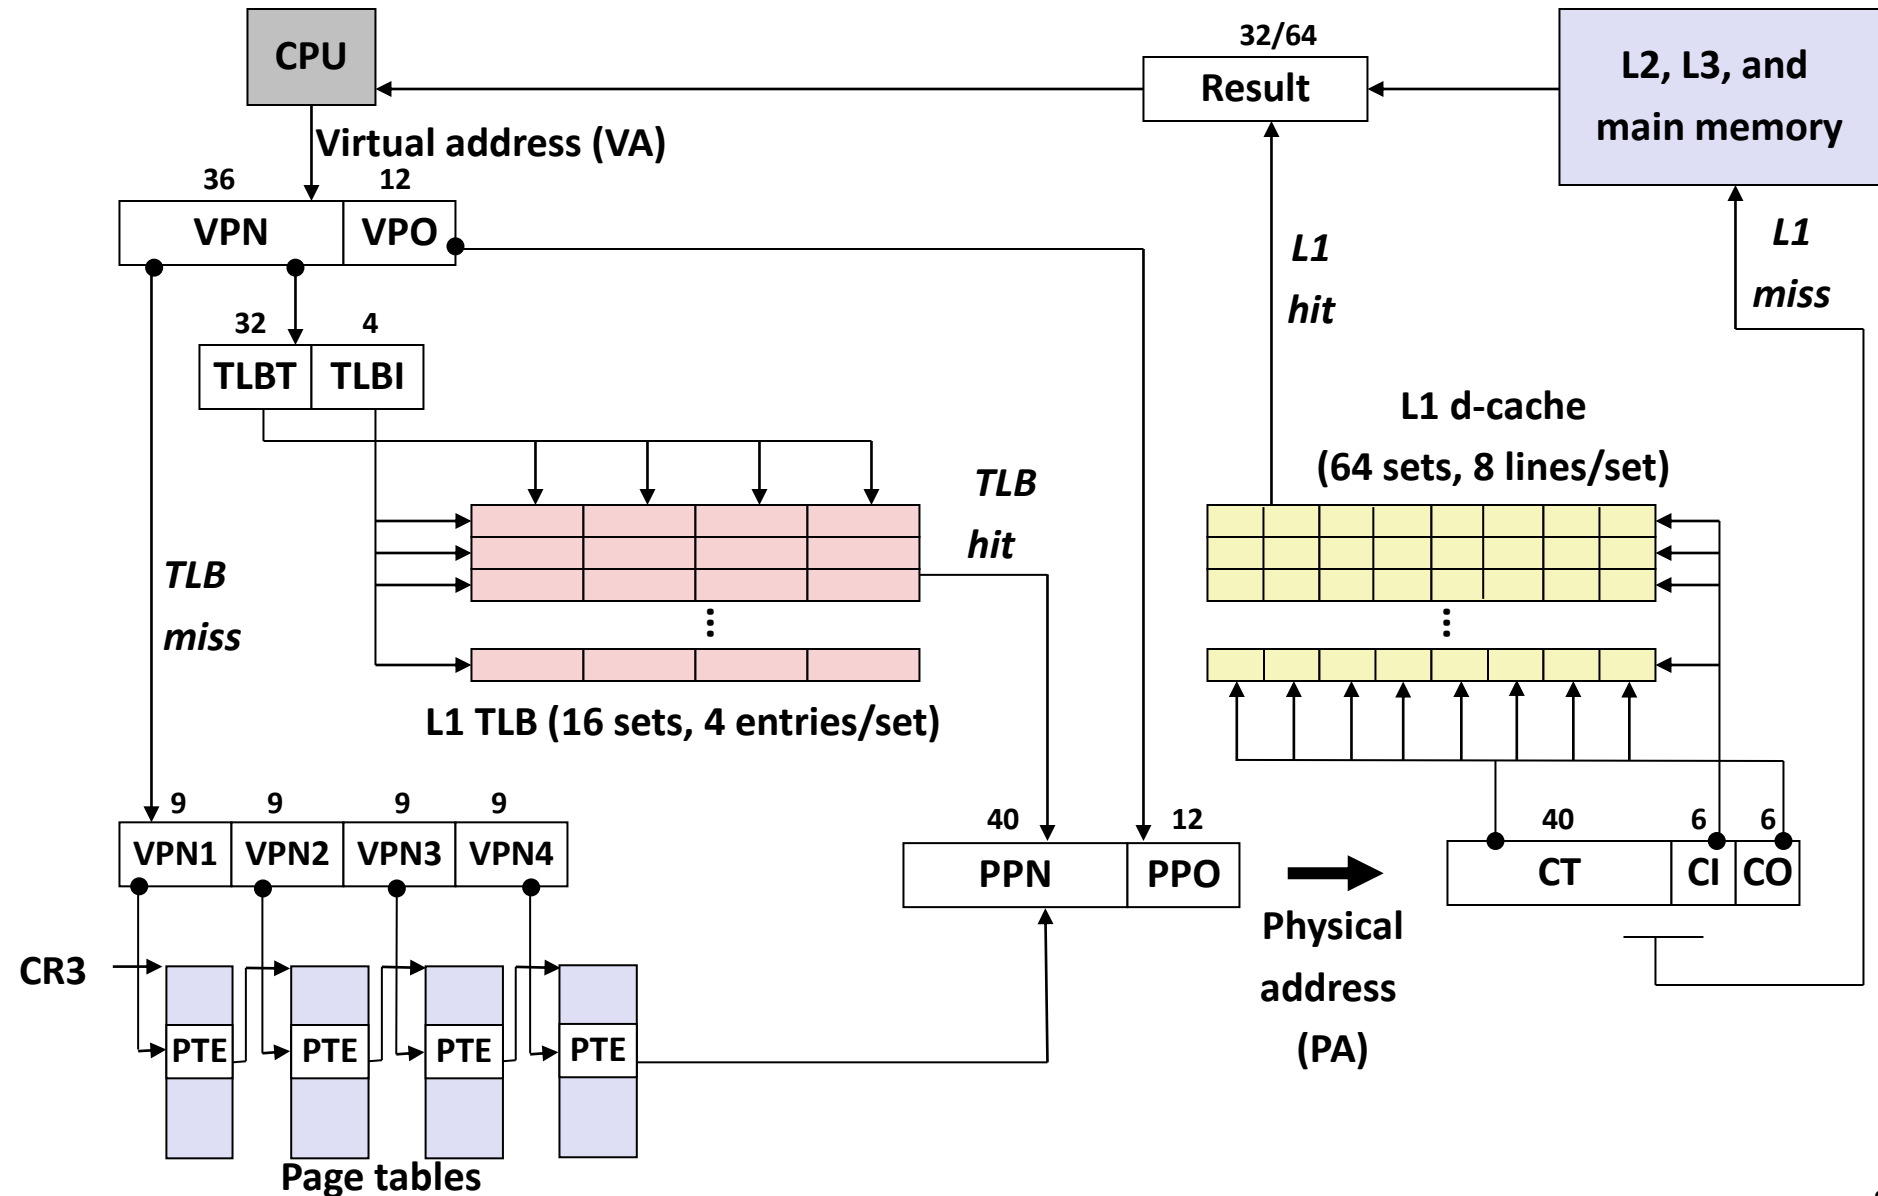 CPU
32/64
Result
L2, L3, and
main memory
Virtual address (VA)
36 12
VPN VPO
L1
hit
L1
miss
32 4
TLBT TLBI
L1 d-cache
(64 sets, 8 lines/set)
TLB
hit
...
...
TLB
miss
L1 TLB (16 sets, 4 entries/set)
9 9 9 9
VPN1 VPN2 VPN3 VPN4
40 12
PPN PPO
40 6 6
CT CI CO
Physical
address
(PA)
CR3
PTE PTE PTE PTE
Page tables